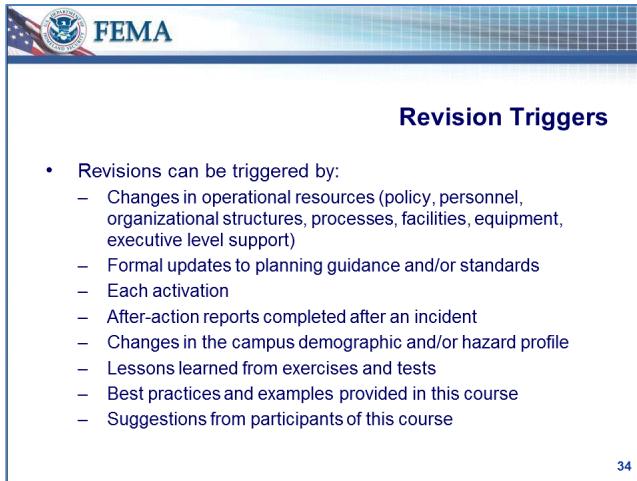 FEMA
Revision Triggers
• Revisions can be triggered by:
– Changes in operational resources (policy, personnel,
organizational structures, processes, facilities, equipment,
executive level support)
– Formal updates to planning guidance and/or standards
– Each activation
– After-action reports completed after an incident
– Changes in the campus demographic and/or hazard profile
– Lessons learned from exercises and tests
– Best practices and examples provided in this course
– Suggestions from participants of this course
34